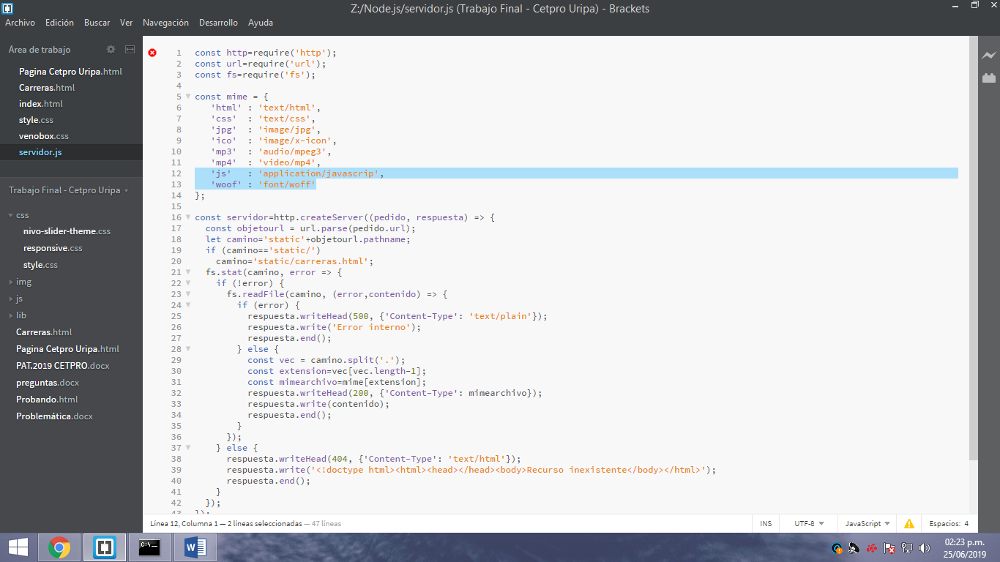 Z:/Node.js/servidor.js (Trabajo Final - Cetpro Uripa) - Brackets
Archivo Edición Buscar Ver Navegación Desarrollo Ayuda
Área de trabajo
Pagina Cetpro Uripa.html
Carreras.html
index.html
style.css
venobox.css
servidor.js
Trabajo Final - Cetpro Uripa
css
nivo-slider-theme.css
responsive.css
style.css
img
js
lib
Carreras.html
Pagina Cetpro Uripa.html
PAT.2019 CETPRO.docx
preguntas.docx
Probando.html
Problemática.docx
1 const http=require('http');
2 const url=require('url');
3 const fs=require('fs');
4
5 const mime = {
6 'html' : 'text/html',
7 'css' : 'text/css',
8 'jpg' : 'image/jpg',
9 'ico' : 'image/x-icon',
10 'mp3' : 'audio/mpeg3',
11 'mp4' : 'video/mp4',
12 'js' : 'application/javascrip',
13 'woof' : 'font/woff'
14 };
15
16 const servidor=http.createServer((pedido, respuesta) => {
17 const objetourl = url.parse(pedido.url);
18 let camino='static'+objetourl.pathname;
19 if (camino=='static/')
20 camino='static/carreras.html';
21 fs.stat(camino, error => {
22 if (!error) {
23 fs.readFile(camino, (error,contenido) => {
24 if (error) {
25 respuesta.writeHead(500, {'Content-Type': 'text/plain'});
26 respuesta.write('Error interno');
27 respuesta.end();
28 } else {
29 const vec = camino.split('.');
30 const extension=vec[vec.length-1];
31 const mimearchivo=mime[extension];
32 respuesta.writeHead(200, {'Content-Type': mimearchivo});
33 respuesta.write(contenido);
34 respuesta.end();
35 }
36 });
37 } else {
38 respuesta.writeHead(404, {'Content-Type': 'text/html'});
39 respuesta.write('<!doctype html><html><head></head><body>Recurso inexistente</body></html>');
40 respuesta.end();
41 }
42 });
43 });
Línea 12, Columna 1 — 2 líneas seleccionadas — 47 líneas
INS UTF-8 JavaScript Espacios: 4
02:23 p.m.
25/06/2019